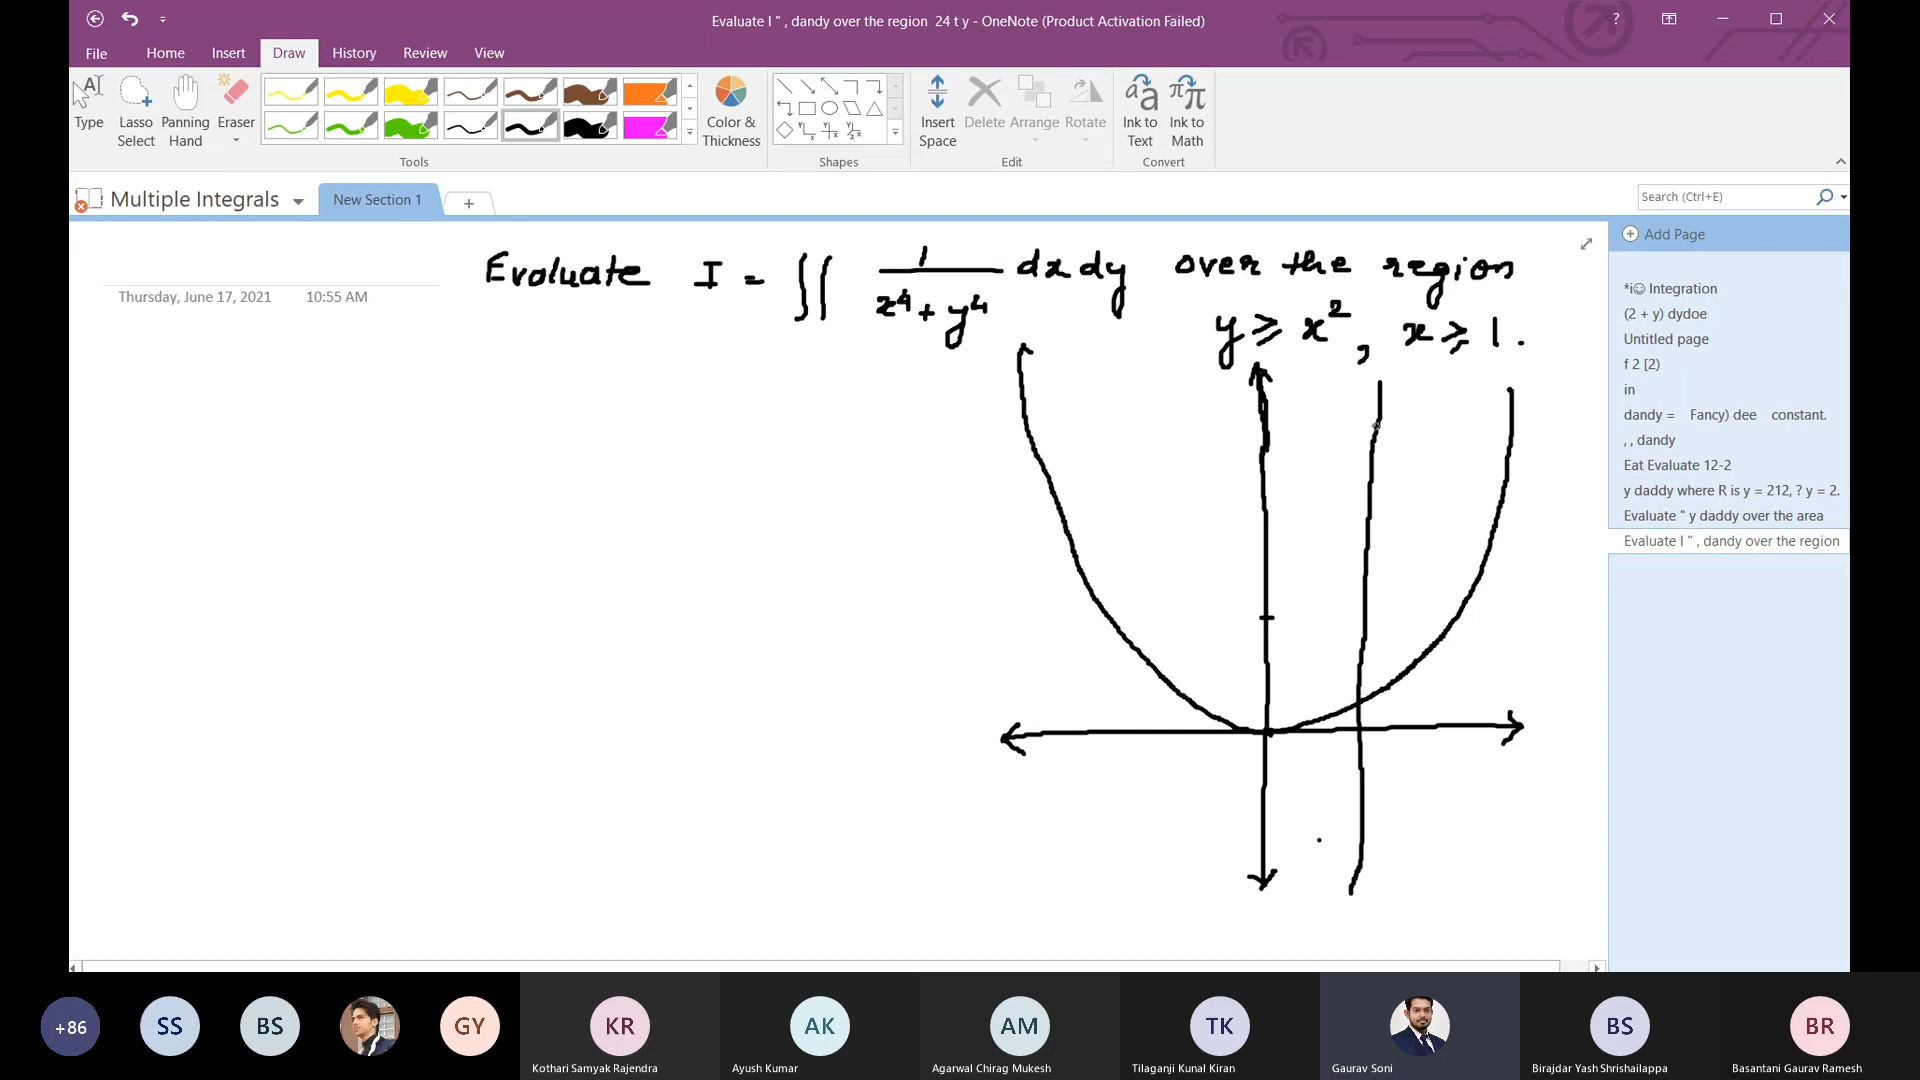 Evaluate I " , dandy over the region 24 t y - OneNote (Product Activation Failed)
?
File Home Insert Draw History Review View
Type
Lasso Select
Panning Hand
Eraser
Color & Thickness
Insert Space
Delete
Arrange
Rotate
Ink to Text
Ink to Math
Tools
Shapes
Edit
Convert
Multiple Integrals
New Section 1
+
Search (Ctrl+E)
Add Page
Evaluate I = ∫∫ 1/(x⁴ + y⁴) dx dy over the region
y ≥ x², x ≥ 1.
Thursday, June 17, 2021 10:55 AM
*i☺ Integration
(2 + y) dydoe
Untitled page
f 2 [2)
in
dandy = Fancy) dee constant.
, , dandy
Eat Evaluate 12-2
y daddy where R is y = 212, ? y = 2.
Evaluate " y daddy over the area
Evaluate I " , dandy over the region
+86
SS
BS
GY
KR
Kothari Samyak Rajendra
AK
Ayush Kumar
AM
Agarwal Chirag Mukesh
TK
Tilaganji Kunal Kiran
Gaurav Soni
BS
Birajdar Yash Shrishailappa
BR
Basantani Gaurav Ramesh